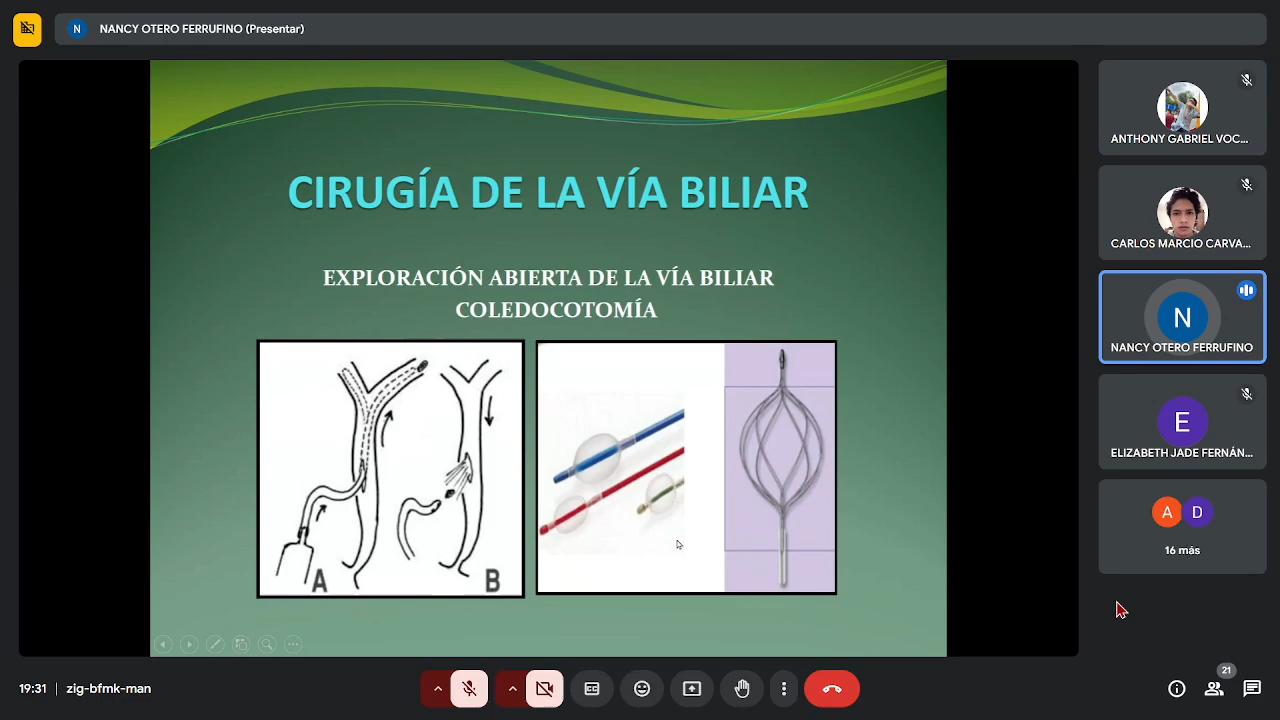 N NANCY OTERO FERRUFINO (Presentar)
CIRUGÍA DE LA VÍA BILIAR
EXPLORACIÓN ABIERTA DE LA VÍA BILIAR
COLEDOCOTOMÍA
A
B
ANTHONY GABRIEL VOC...
CARLOS MARCIO CARVA...
N
NANCY OTERO FERRUFINO
E
ELIZABETH JADE FERNÁN...
A D
16 más
19:31 | zig-bfmk-man
21